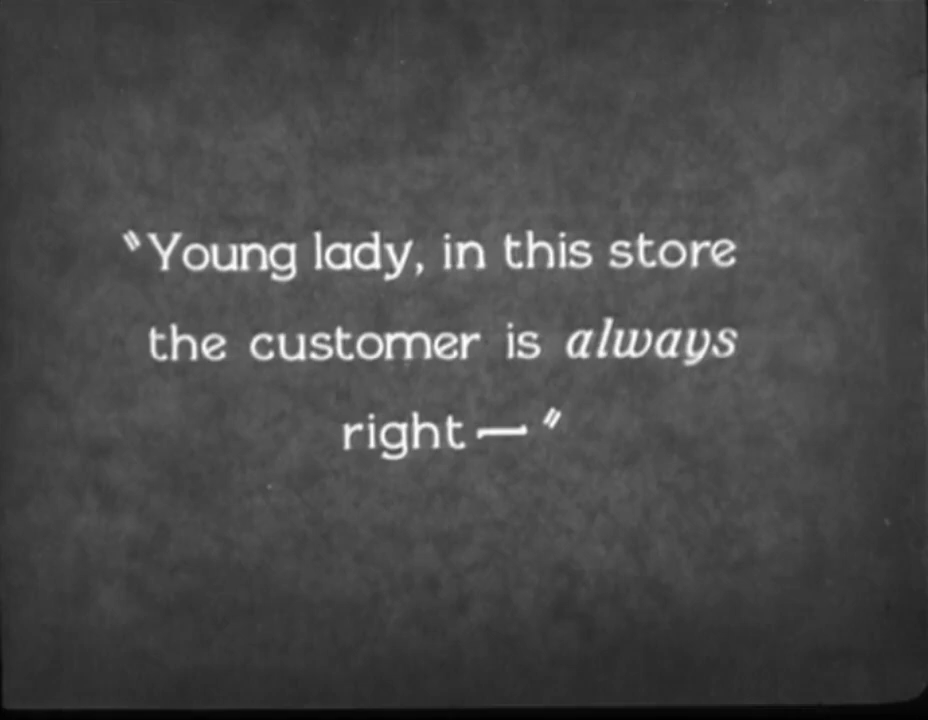 "Young lady, in this store
the customer is always
right—"